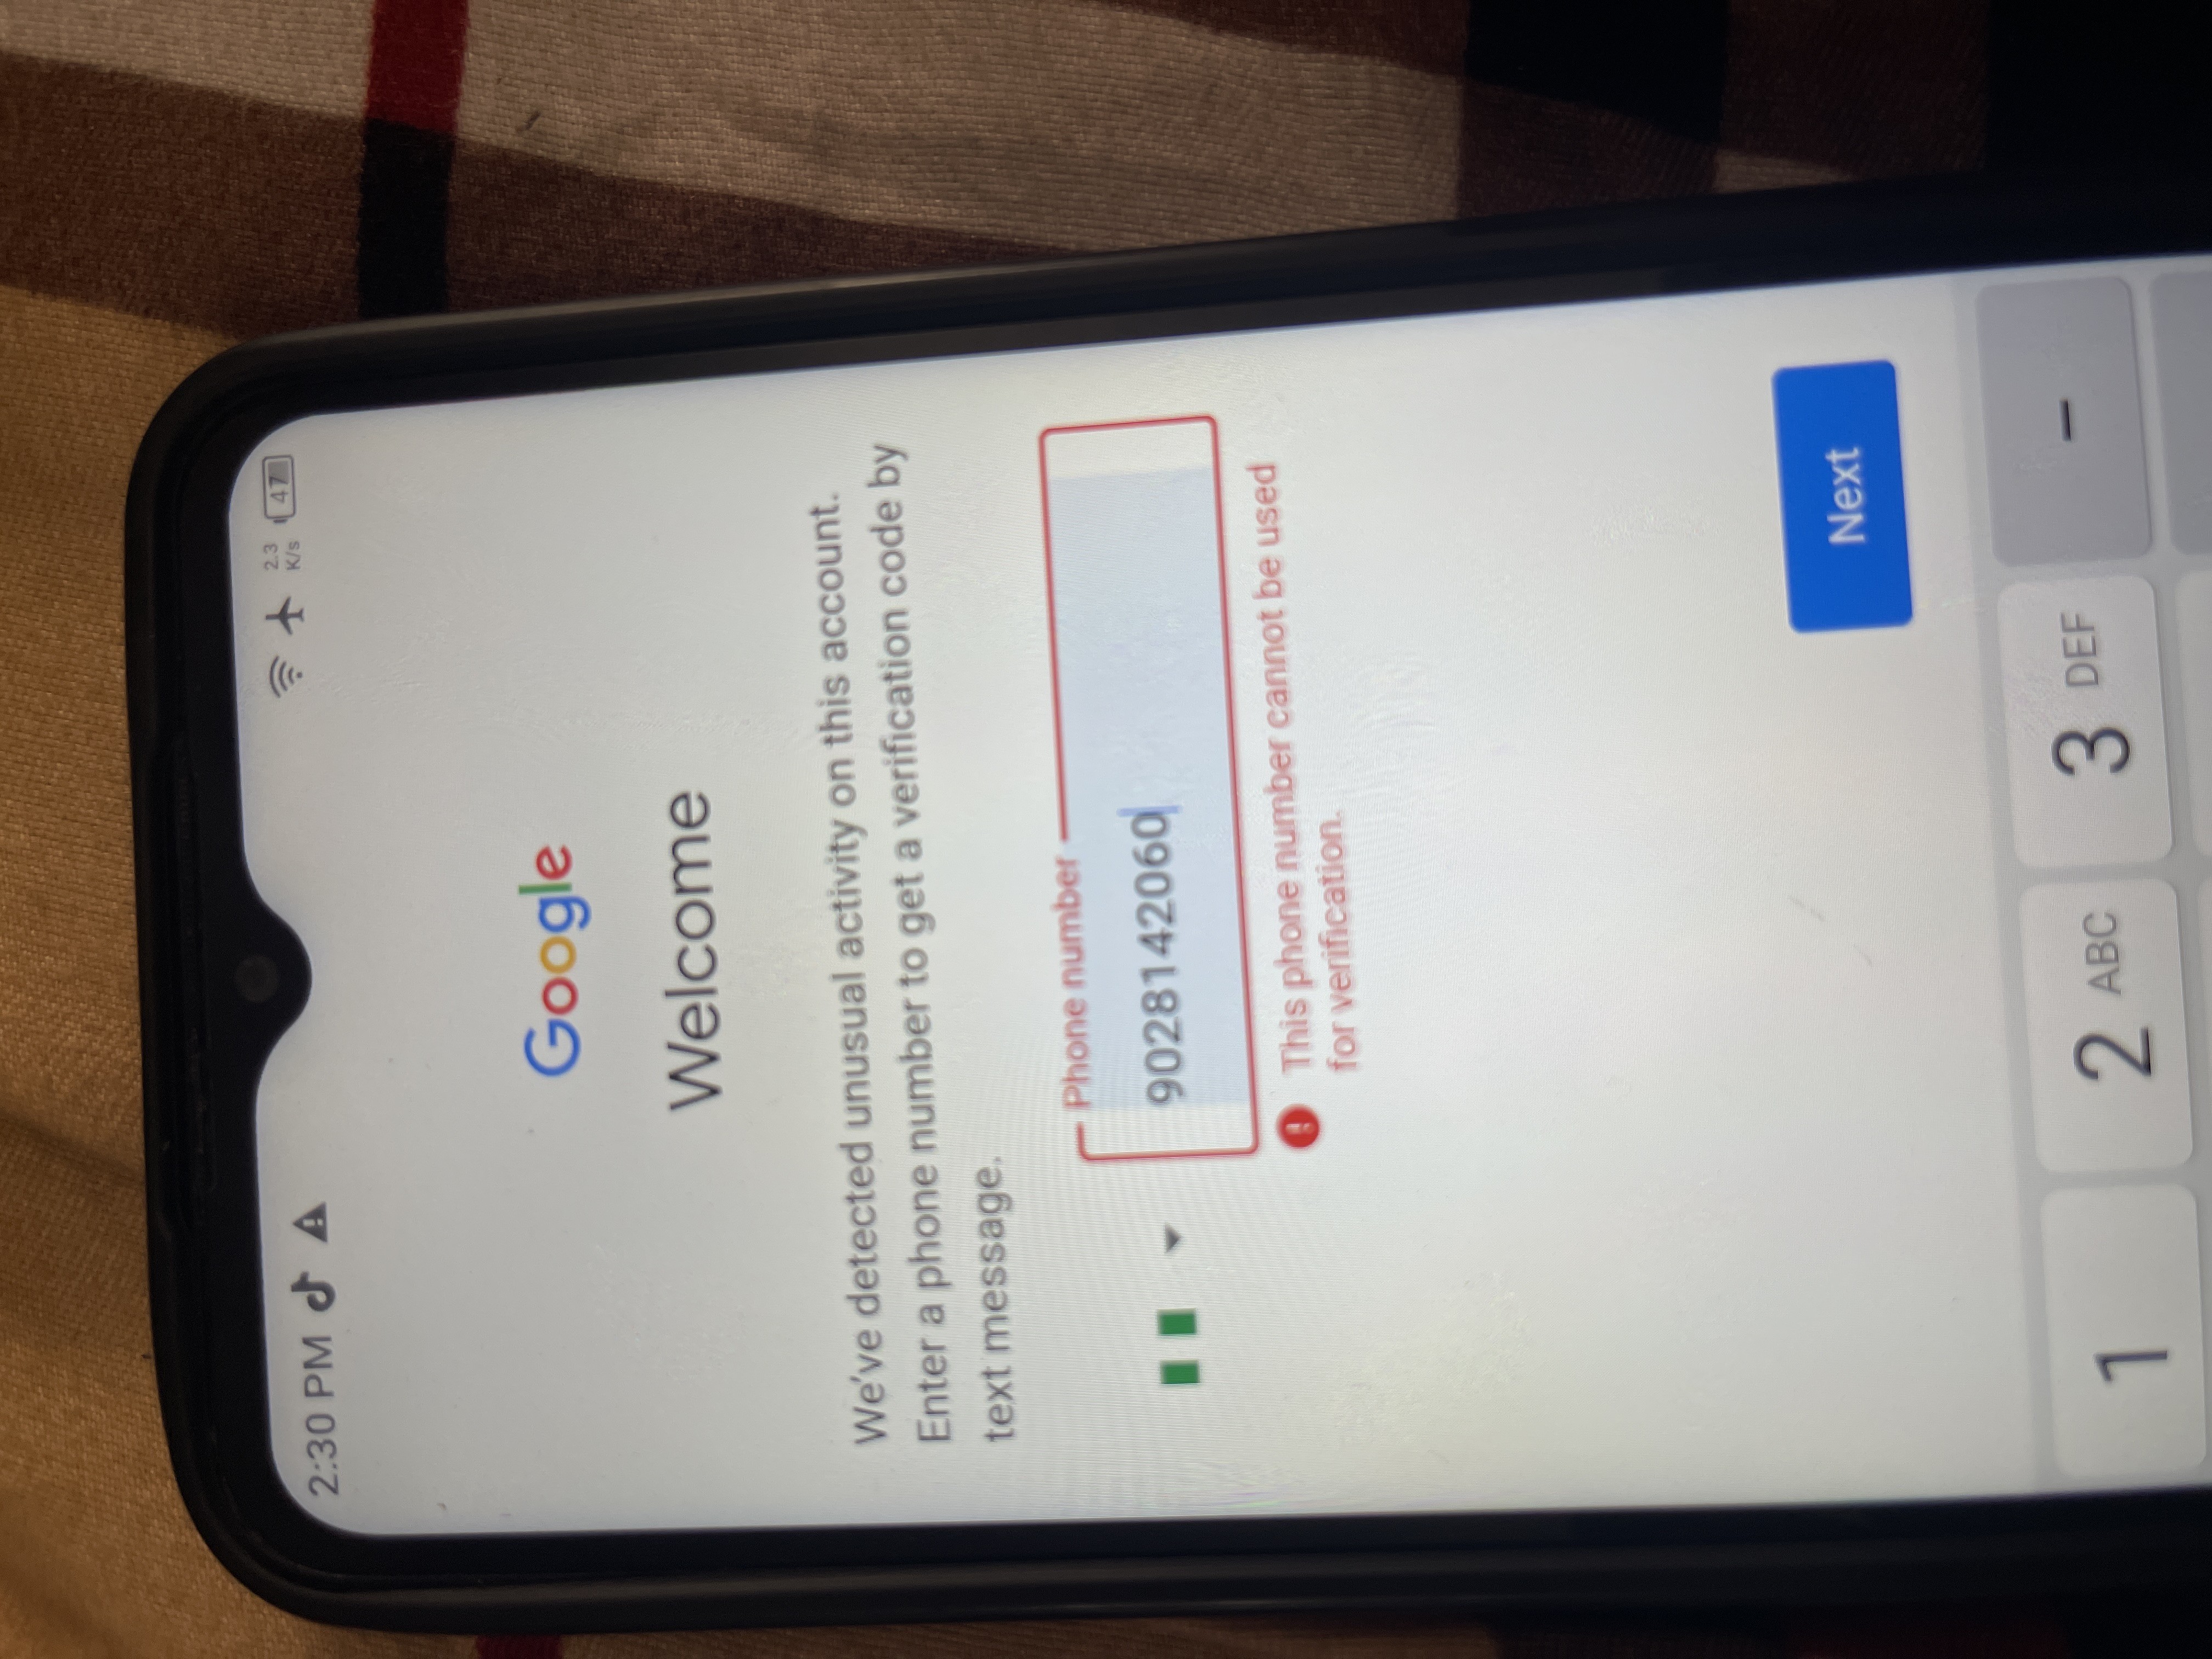 2:30 PM
2.3
K/s
47
Google
Welcome
We've detected unusual activity on this account.
Enter a phone number to get a verification code by
text message.
Phone number
9028142060
This phone number cannot be used
for verification.
Next
1
2 ABC
3 DEF
–